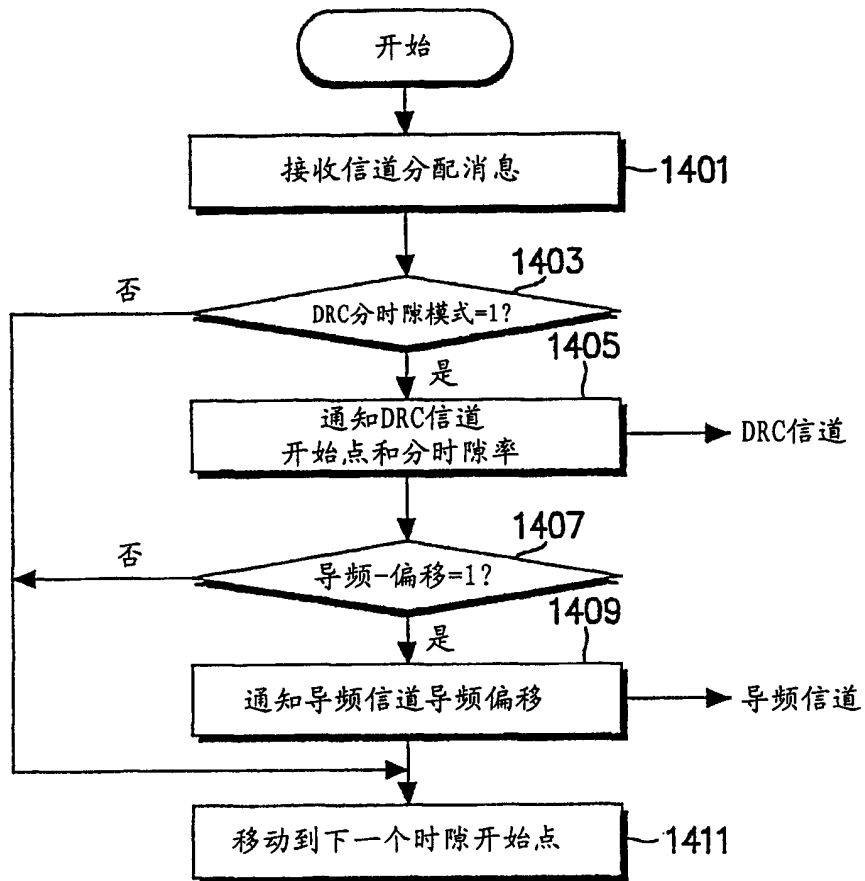 开始
接收信道分配消息
1401
1403
否
DRC分时隙模式=1?
是
1405
通知DRC信道
开始点和分时隙率
DRC信道
1407
否
导频-偏移=1?
是
1409
通知导频信道导频偏移
导频信道
移动到下一个时隙开始点
1411